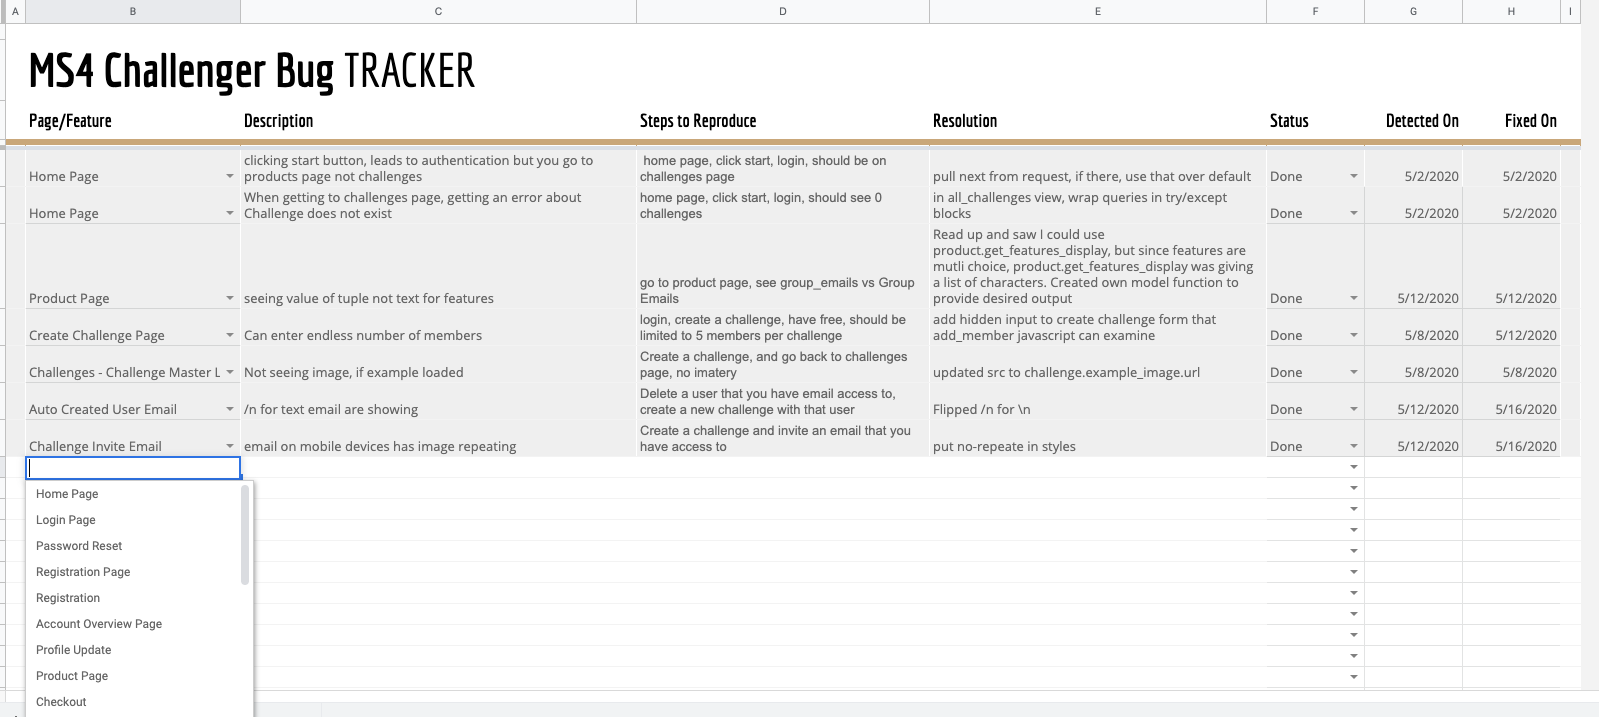 A B C D E F G H I
MS4 Challenger Bug TRACKER
Page/Feature Description Steps to Reproduce Resolution Status Detected On Fixed On
clicking start button, leads to authentication but you go to
products page not challenges
home page, click start, login, should be on
challenges page
Home Page
pull next from request, if there, use that over default
Done 5/2/2020 5/2/2020
When getting to challenges page, getting an error about
Challenge does not exist
home page, click start, login, should see 0
challenges
in all_challenges view, wrap queries in try/except
blocks
Home Page
Done 5/2/2020 5/2/2020
Product Page
seeing value of tuple not text for features
go to product page, see group_emails vs Group
Emails
Read up and saw I could use
product.get_features_display, but since features are
mutli choice, product.get_features_display was giving
a list of characters. Created own model function to
provide desired output
Done 5/12/2020 5/12/2020
Create Challenge Page
Can enter endless number of members
login, create a challenge, have free, should be
limited to 5 members per challenge
add hidden input to create challenge form that
add_member javascript can examine
Done 5/8/2020 5/12/2020
Challenges - Challenge Master L
Not seeing image, if example loaded
Create a challenge, and go back to challenges
page, no imatery
updated src to challenge.example_image.url
Done 5/8/2020 5/8/2020
Auto Created User Email
/n for text email are showing
Delete a user that you have email access to,
create a new challenge with that user
Flipped /n for \n
Done 5/12/2020 5/16/2020
Challenge Invite Email
email on mobile devices has image repeating
Create a challenge and invite an email that you
have access to
put no-repeate in styles
Done 5/12/2020 5/16/2020
Home Page
Login Page
Password Reset
Registration Page
Registration
Account Overview Page
Profile Update
Product Page
Checkout